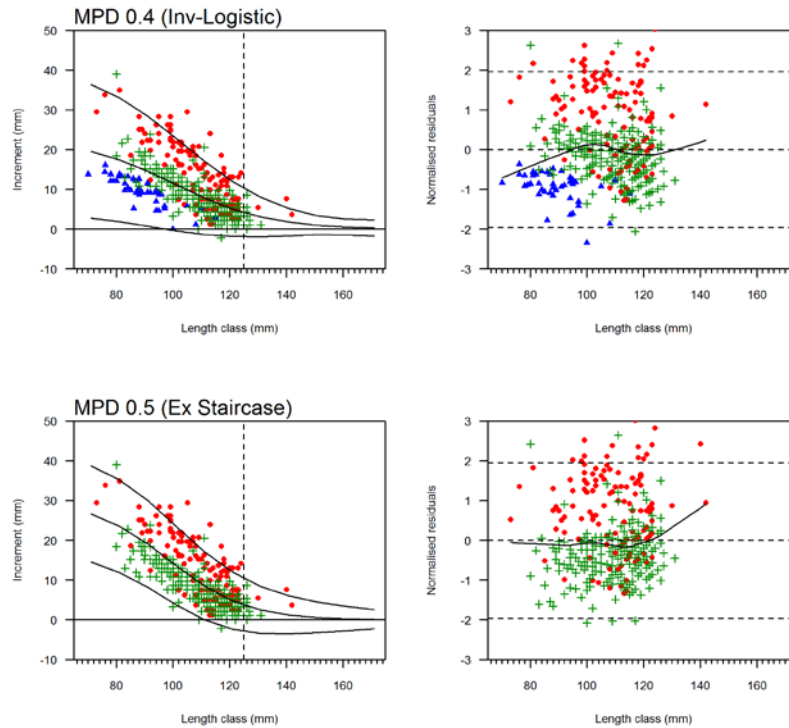 MPD 0.4 (Inv-Logistic)
50
40
30
20
10
0
-10
Increment (mm)
80 100 120 140 160
Length class (mm)
3
2
1
0
-1
-2
-3
Normalised residuals
80 100 120 140 160
Length class (mm)
MPD 0.5 (Ex Staircase)
50
40
30
20
10
0
-10
Increment (mm)
80 100 120 140 160
Length class (mm)
3
2
1
0
-1
-2
-3
Normalised residuals
80 100 120 140 160
Length class (mm)